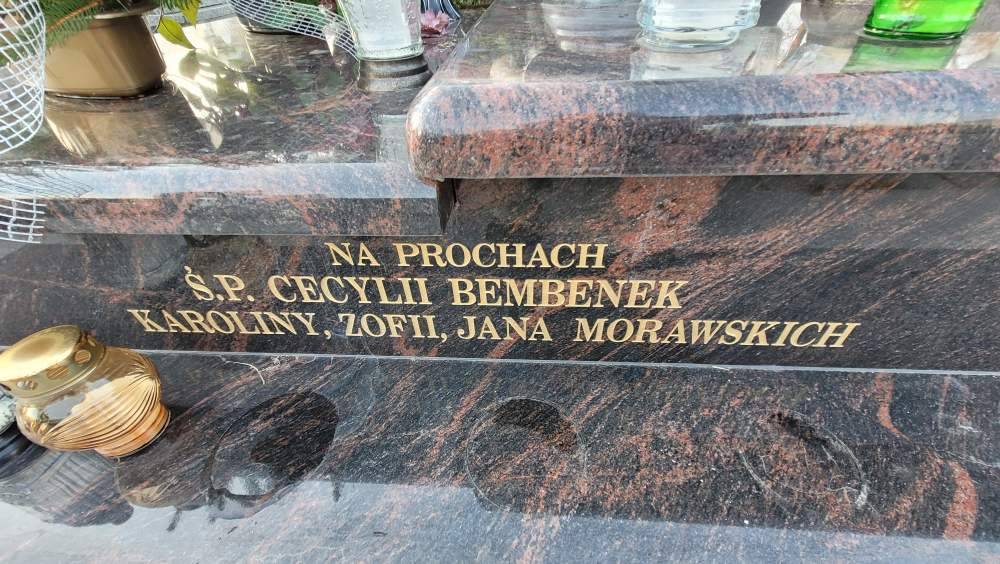 NA PROCHACH
Ś.P. CECYLII BEMBENEK
KAROLINY, ZOFII, JANA MORAWSKICH